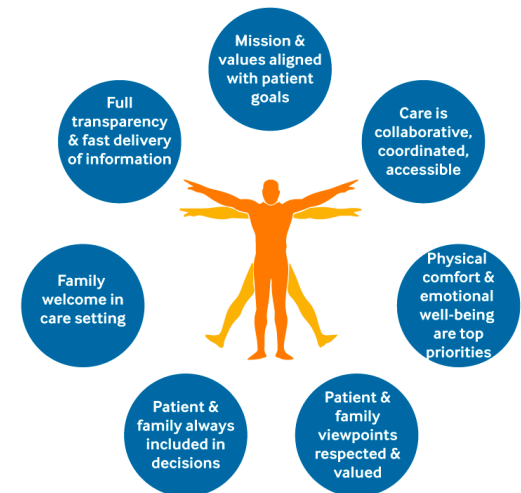 Mission &
values aligned
with patient
goals
Care is
collaborative,
coordinated,
accessible
Physical
comfort &
emotional
well-being
are top
priorities
Patient &
family
viewpoints
respected &
valued
Patient &
family always
included in
decisions
Family
welcome in
care setting
Full
transparency
& fast delivery
of information